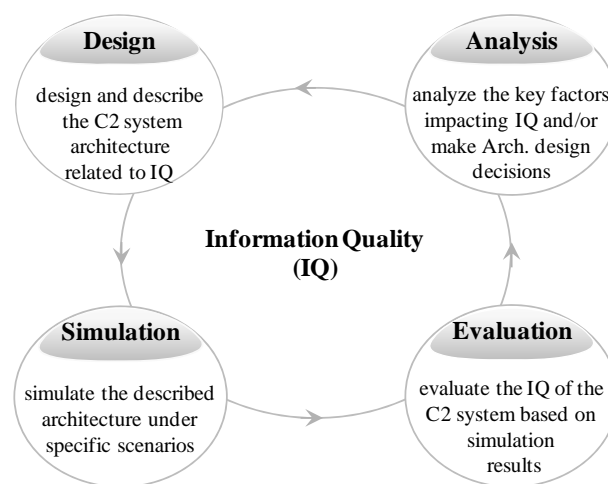 Design
design and describe
the C2 system
architecture
related to IQ
Analysis
analyze the key factors
impacting IQ and/or
make Arch. design
decisions
Information Quality
(IQ)
Simulation
simulate the described
architecture under
specific scenarios
Evaluation
evaluate the IQ of the
C2 system based on
simulation
results